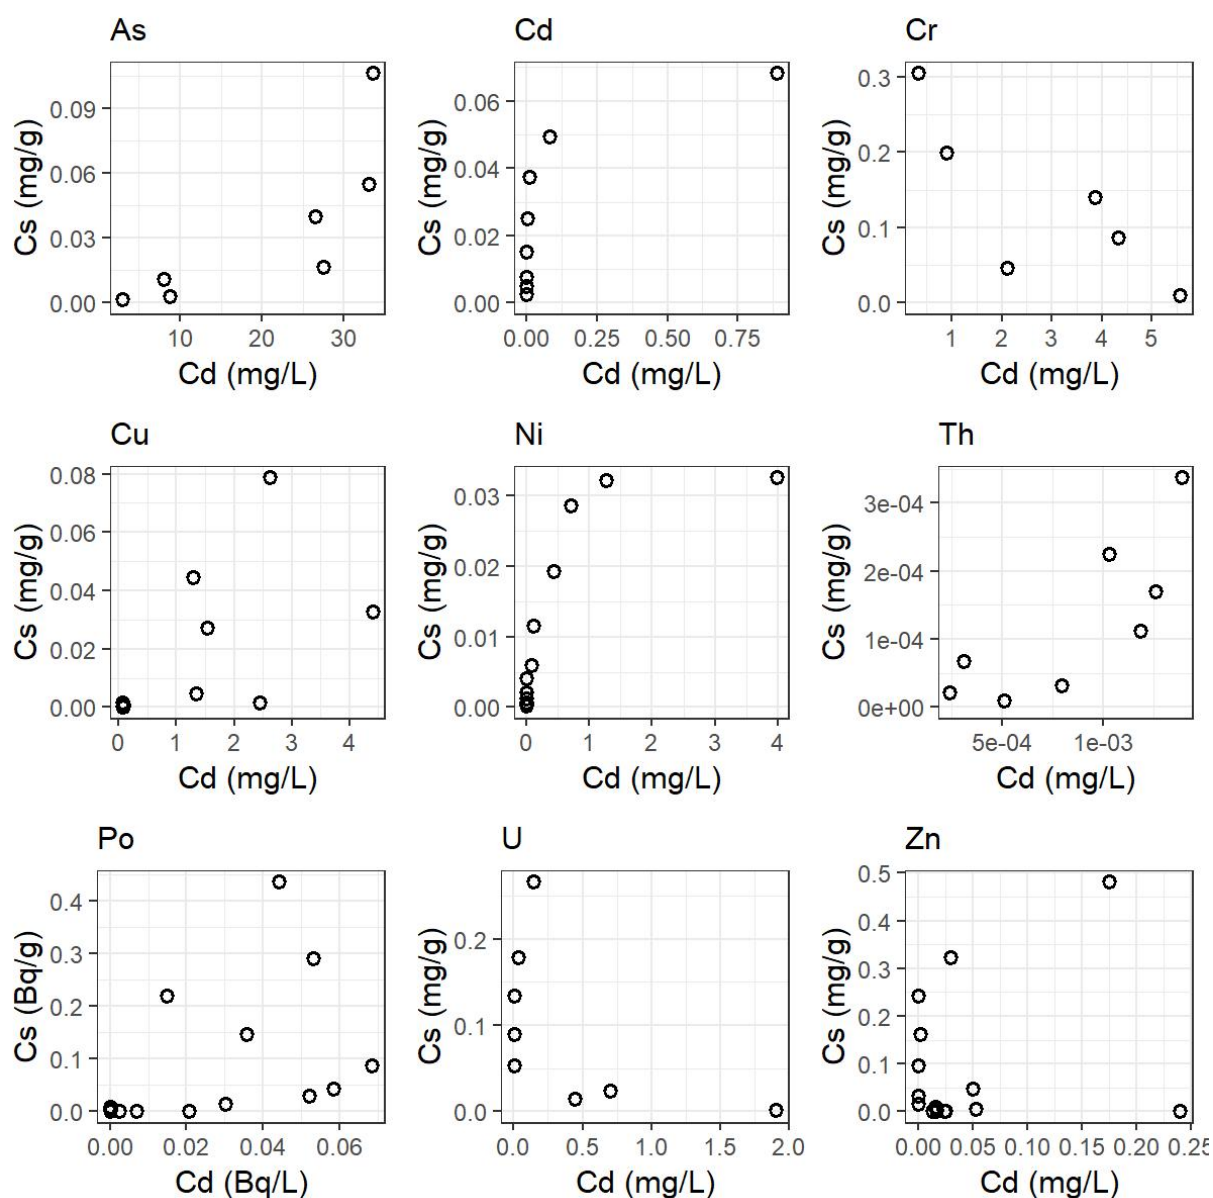 As
Cd
Cr
Cs (mg/g)
0.09
0.06
0.03
0.00
10
20
30
Cd (mg/L)
Cs (mg/g)
0.06
0.04
0.02
0.00
0.00
0.25
0.50
0.75
Cd (mg/L)
Cs (mg/g)
0.3
0.2
0.1
0.0
1
2
3
4
5
Cd (mg/L)
Cu
Ni
Th
Cs (mg/g)
0.08
0.06
0.04
0.02
0.00
0
1
2
3
4
Cd (mg/L)
Cs (mg/g)
0.03
0.02
0.01
0.00
0
1
2
3
4
Cd (mg/L)
Cs (mg/g)
3e-04
2e-04
1e-04
0e+00
5e-04
1e-03
Cd (mg/L)
Po
U
Zn
Cs (Bq/g)
0.4
0.3
0.2
0.1
0.0
0.00
0.02
0.04
0.06
Cd (Bq/L)
Cs (mg/g)
0.2
0.1
0.0
0.0
0.5
1.0
1.5
2.0
Cd (mg/L)
Cs (mg/g)
0.5
0.4
0.3
0.2
0.1
0.0
0.00
0.05
0.10
0.15
0.20
0.25
Cd (mg/L)